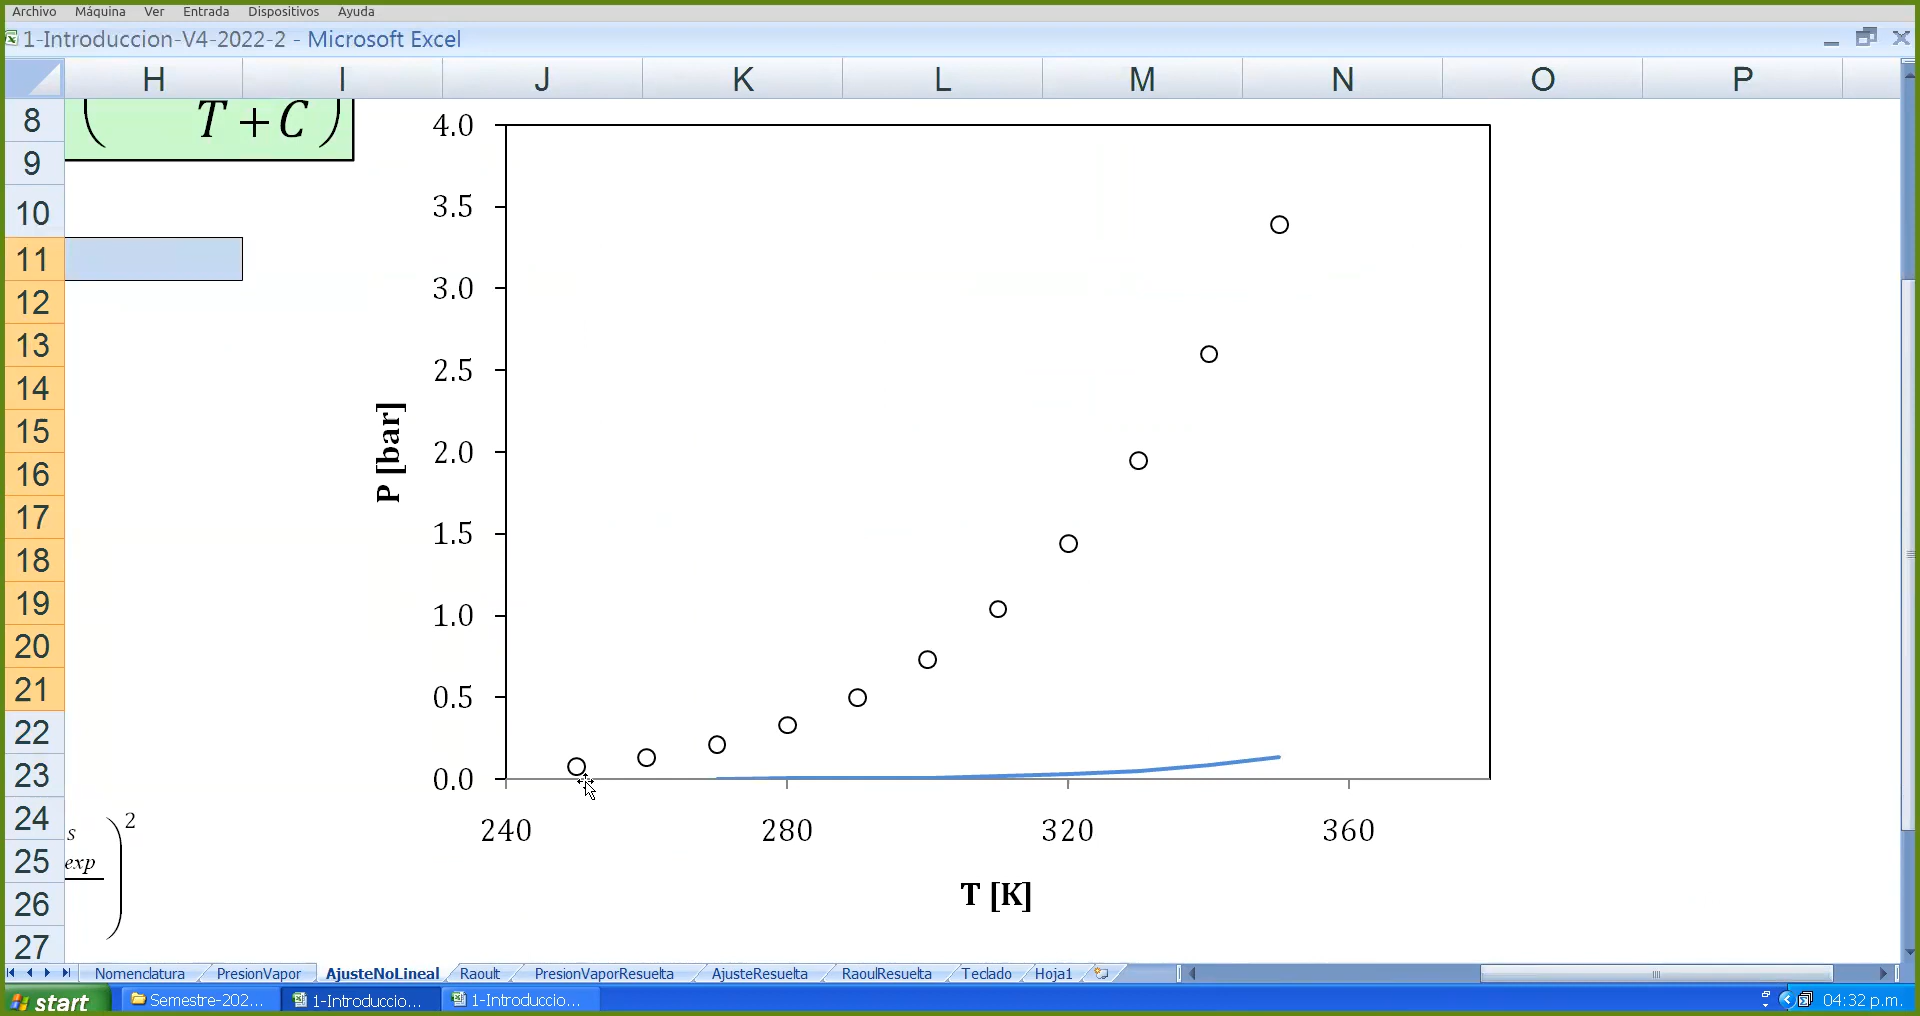 Archivo Máquina Ver Entrada Dispositivos Ayuda
1-Introduccion-V4-2022-2 - Microsoft Excel
H I J K L M N O P
8
9
10
11
12
13
14
15
16
17
18
19
20
21
22
23
24
25
26
27
( T + C )
4.0
3.5
3.0
2.5
2.0
1.5
1.0
0.5
0.0
P [bar]
240 280 320 360
T [K]
s
exp
) 2
Nomenclatura PresionVapor AjusteNoLineal Raoult PresionVaporResuelta AjusteResuelta RaoulResuelta Teclado Hoja1
start Semestre-202... 1-Introduccio... 1-Introduccio... 04:32 p.m.